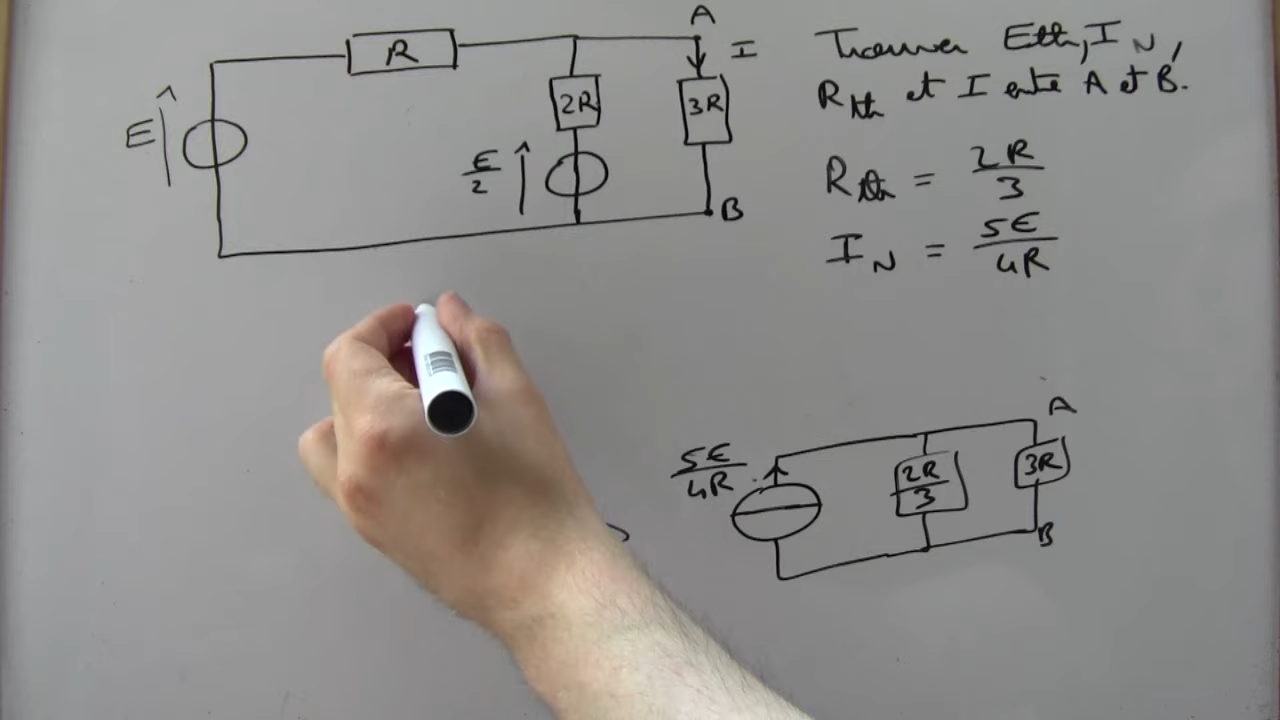 A
I
R
2R
3R
E
E/2
B
Trouver Eth, IN,
Rth et I entre A et B.
Rth = 2R/3
IN = 5E/4R
A
5E/4R
2R/3
3R
B